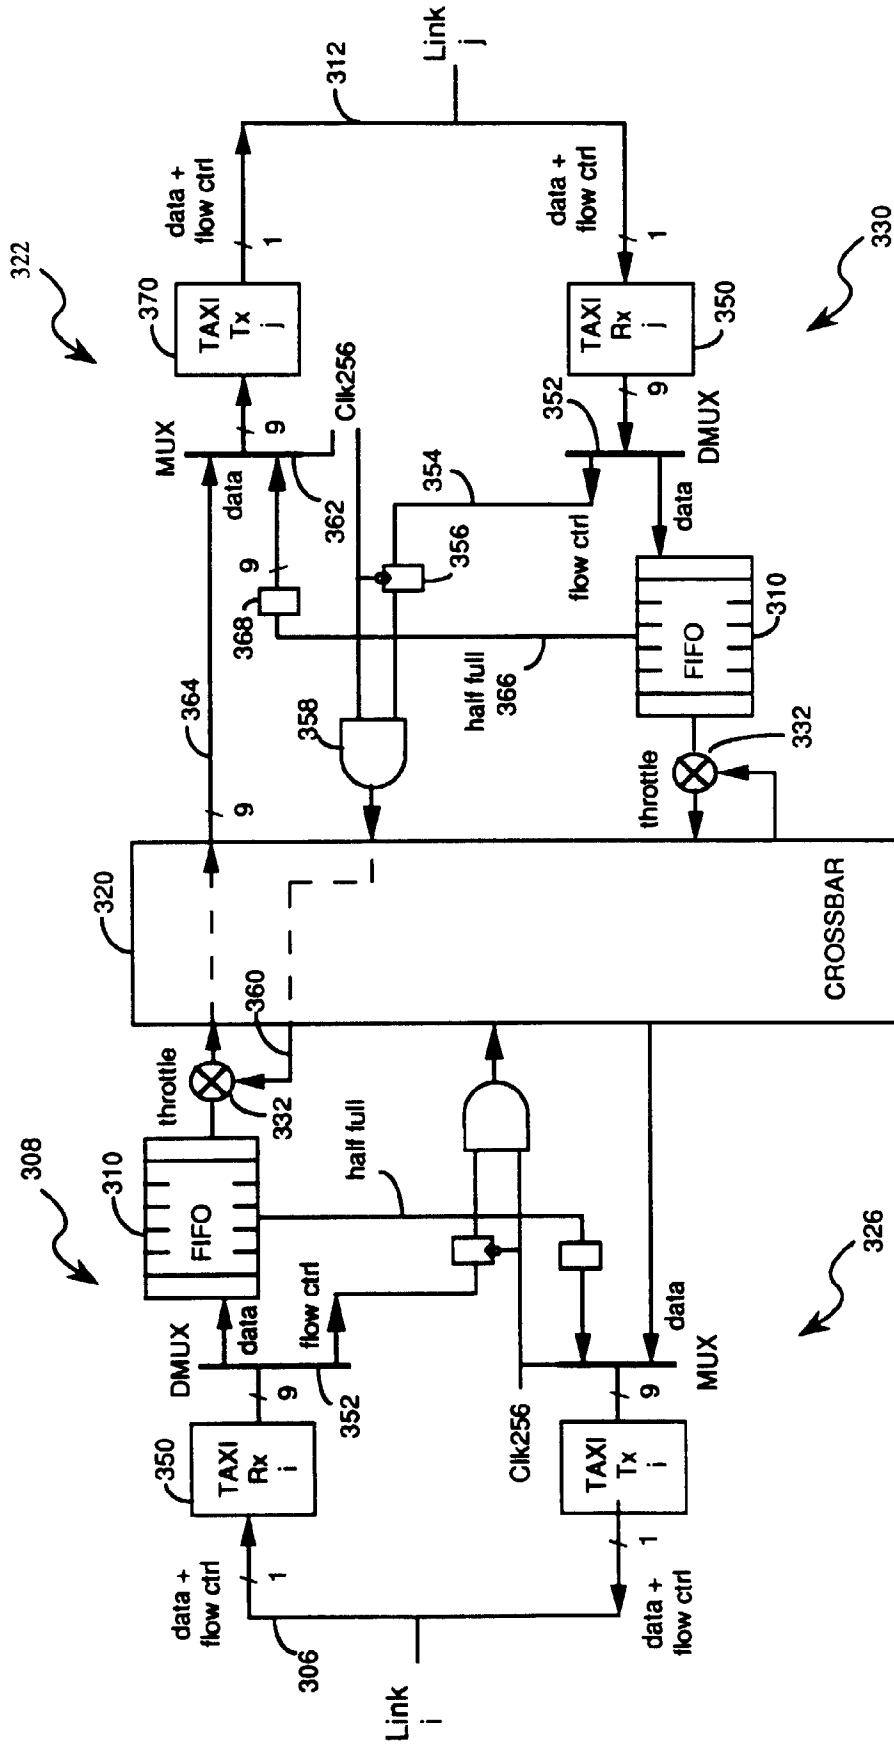 308
322
350
TAXI
Rx
i
DMUX
310
FIFO
throttle
320
364
9
MUX
370
TAXI
Tx
j
data +
flow ctrl
1
312
data +
flow ctrl
1
306
9
352
data
flow ctrl
332
360
358
368
9
data
362
9
Clk256
Link
i
half full
half full
366
356
354
Link
j
Clk256
data +
flow ctrl
1
TAXI
Tx
i
9
MUX
data
throttle
332
FIFO
310
flow ctrl
data
352
DMUX
9
TAXI
Rx
j
350
data +
flow ctrl
1
326
CROSSBAR
330